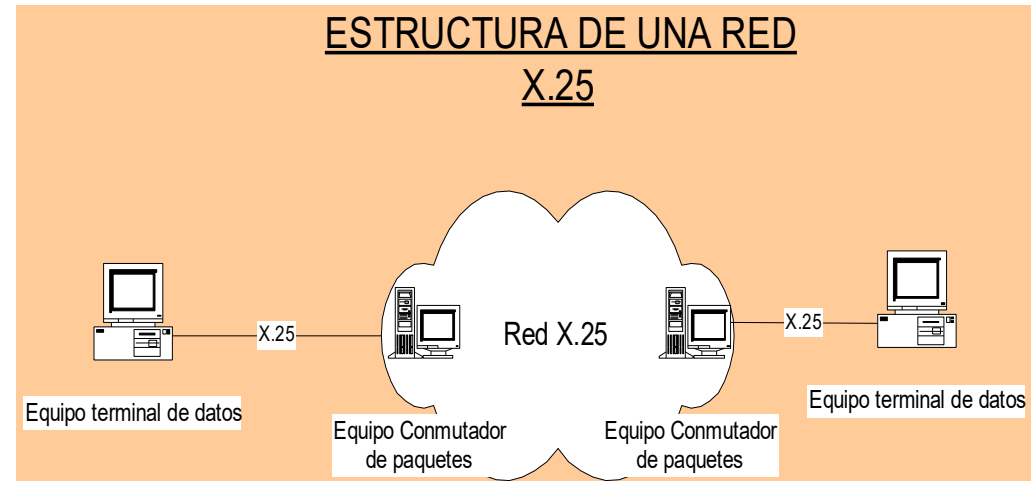 ESTRUCTURA DE UNA RED
X.25
X.25
Red X.25
X.25
Equipo terminal de datos
Equipo terminal de datos
Equipo Conmutador
de paquetes
Equipo Conmutador
de paquetes